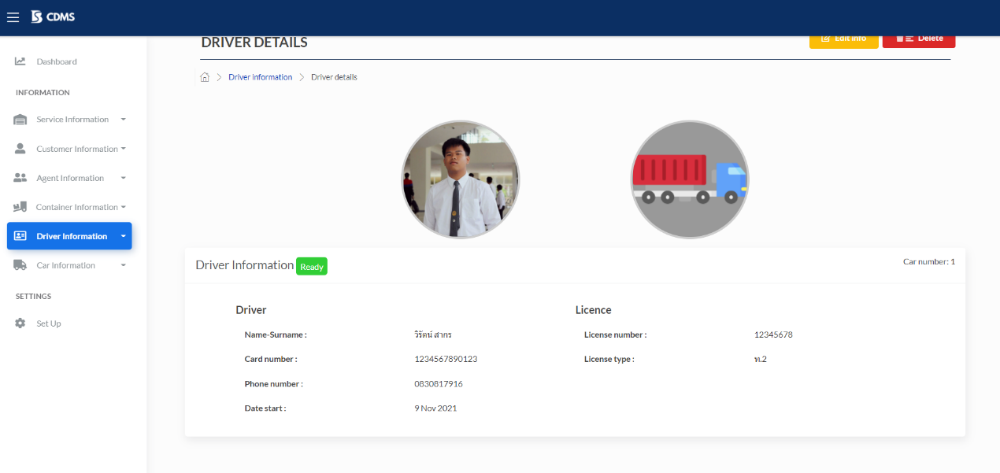 CDMS
DRIVER DETAILS
Edit Info
Delete
Driver information
Driver details
Dashboard
INFORMATION
Service Information
Customer Information
Agent Information
Container Information
Driver Information
Car Information
SETTINGS
Set Up
Driver Information Ready
Car number: 1
Driver
Licence
Name-Surname : วิรัตน์ สากร
License number : 12345678
Card number : 1234567890123
License type : ท.2
Phone number : 0830817916
Date start : 9 Nov 2021